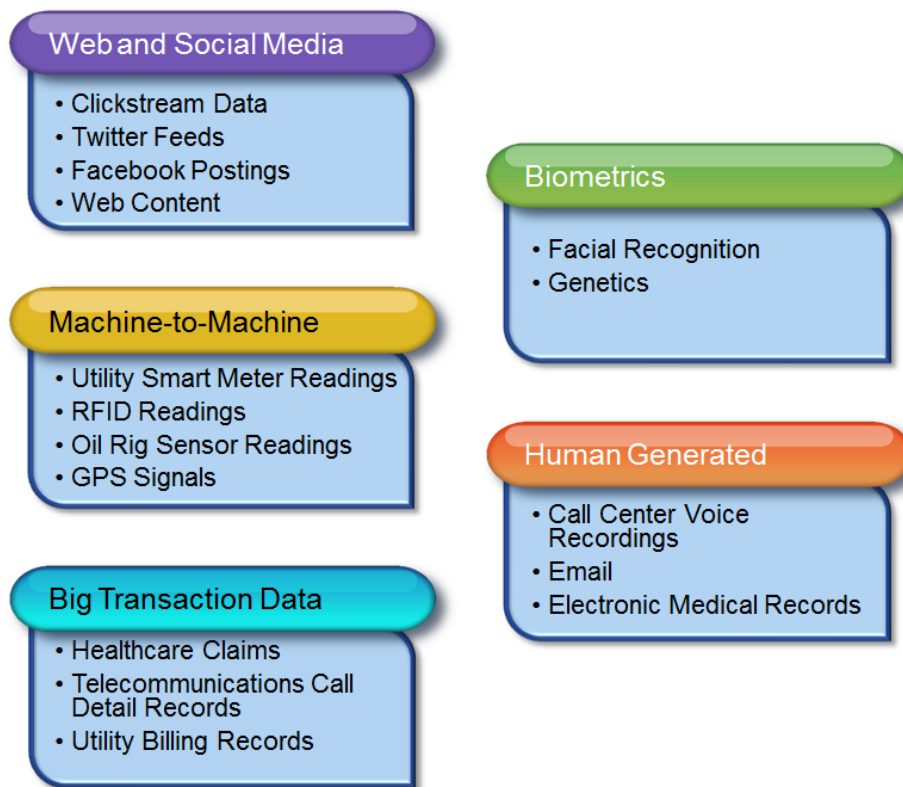 Web and Social Media
• Clickstream Data
• Twitter Feeds
• Facebook Postings
• Web Content
Machine-to-Machine
• Utility Smart Meter Readings
• RFID Readings
• Oil Rig Sensor Readings
• GPS Signals
Big Transaction Data
• Healthcare Claims
• Telecommunications Call
Detail Records
• Utility Billing Records
Biometrics
• Facial Recognition
• Genetics
Human Generated
• Call Center Voice
Recordings
• Email
• Electronic Medical Records